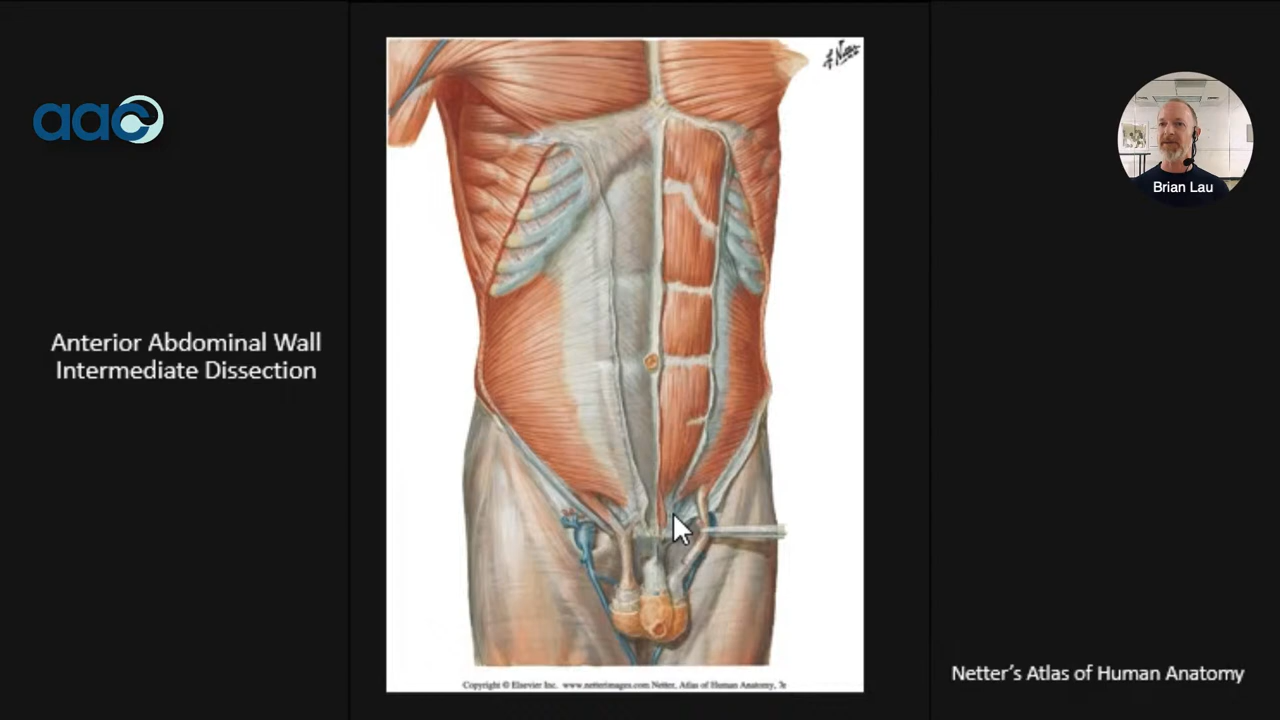 F. Netter
aac
Brian Lau
Anterior Abdominal Wall
Intermediate Dissection
Netter's Atlas of Human Anatomy
Copyright © Elsevier Inc. www.netterimages.com Netter, Atlas of Human Anatomy, 7e